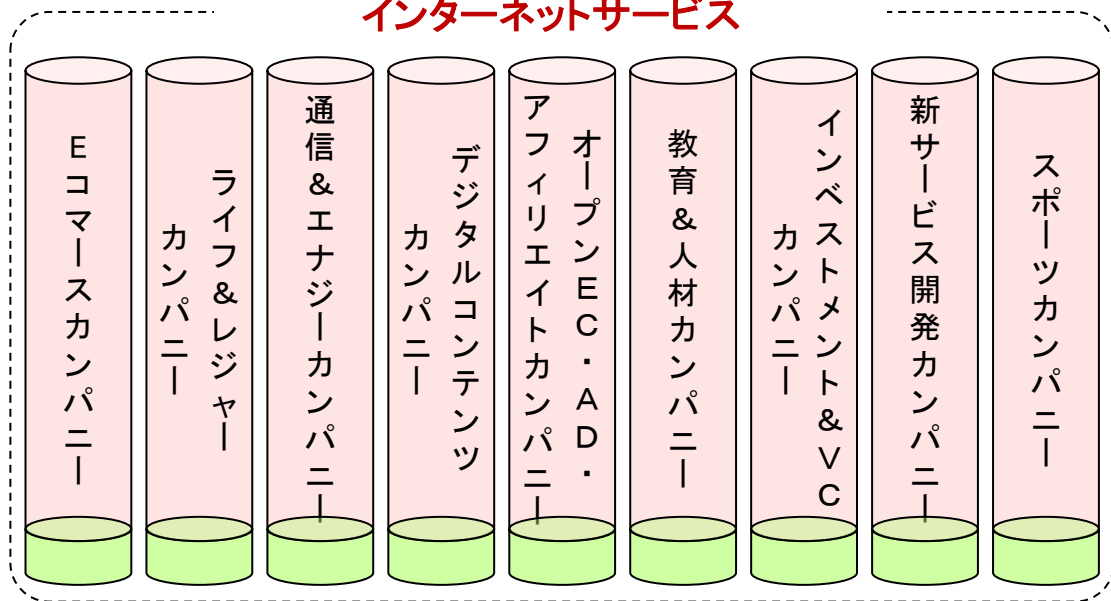 インターネットサービス
Eコマースカンパニー
ライフ&レジャー
カンパニー
通信&エナジーカンパニー
デジタルコンテンツ
カンパニー
オープンEC・AD・
アフィリエイトカンパニー
教育&人材カンパニー
インベストメント&VC
カンパニー
新サービス開発カンパニー
スポーツカンパニー